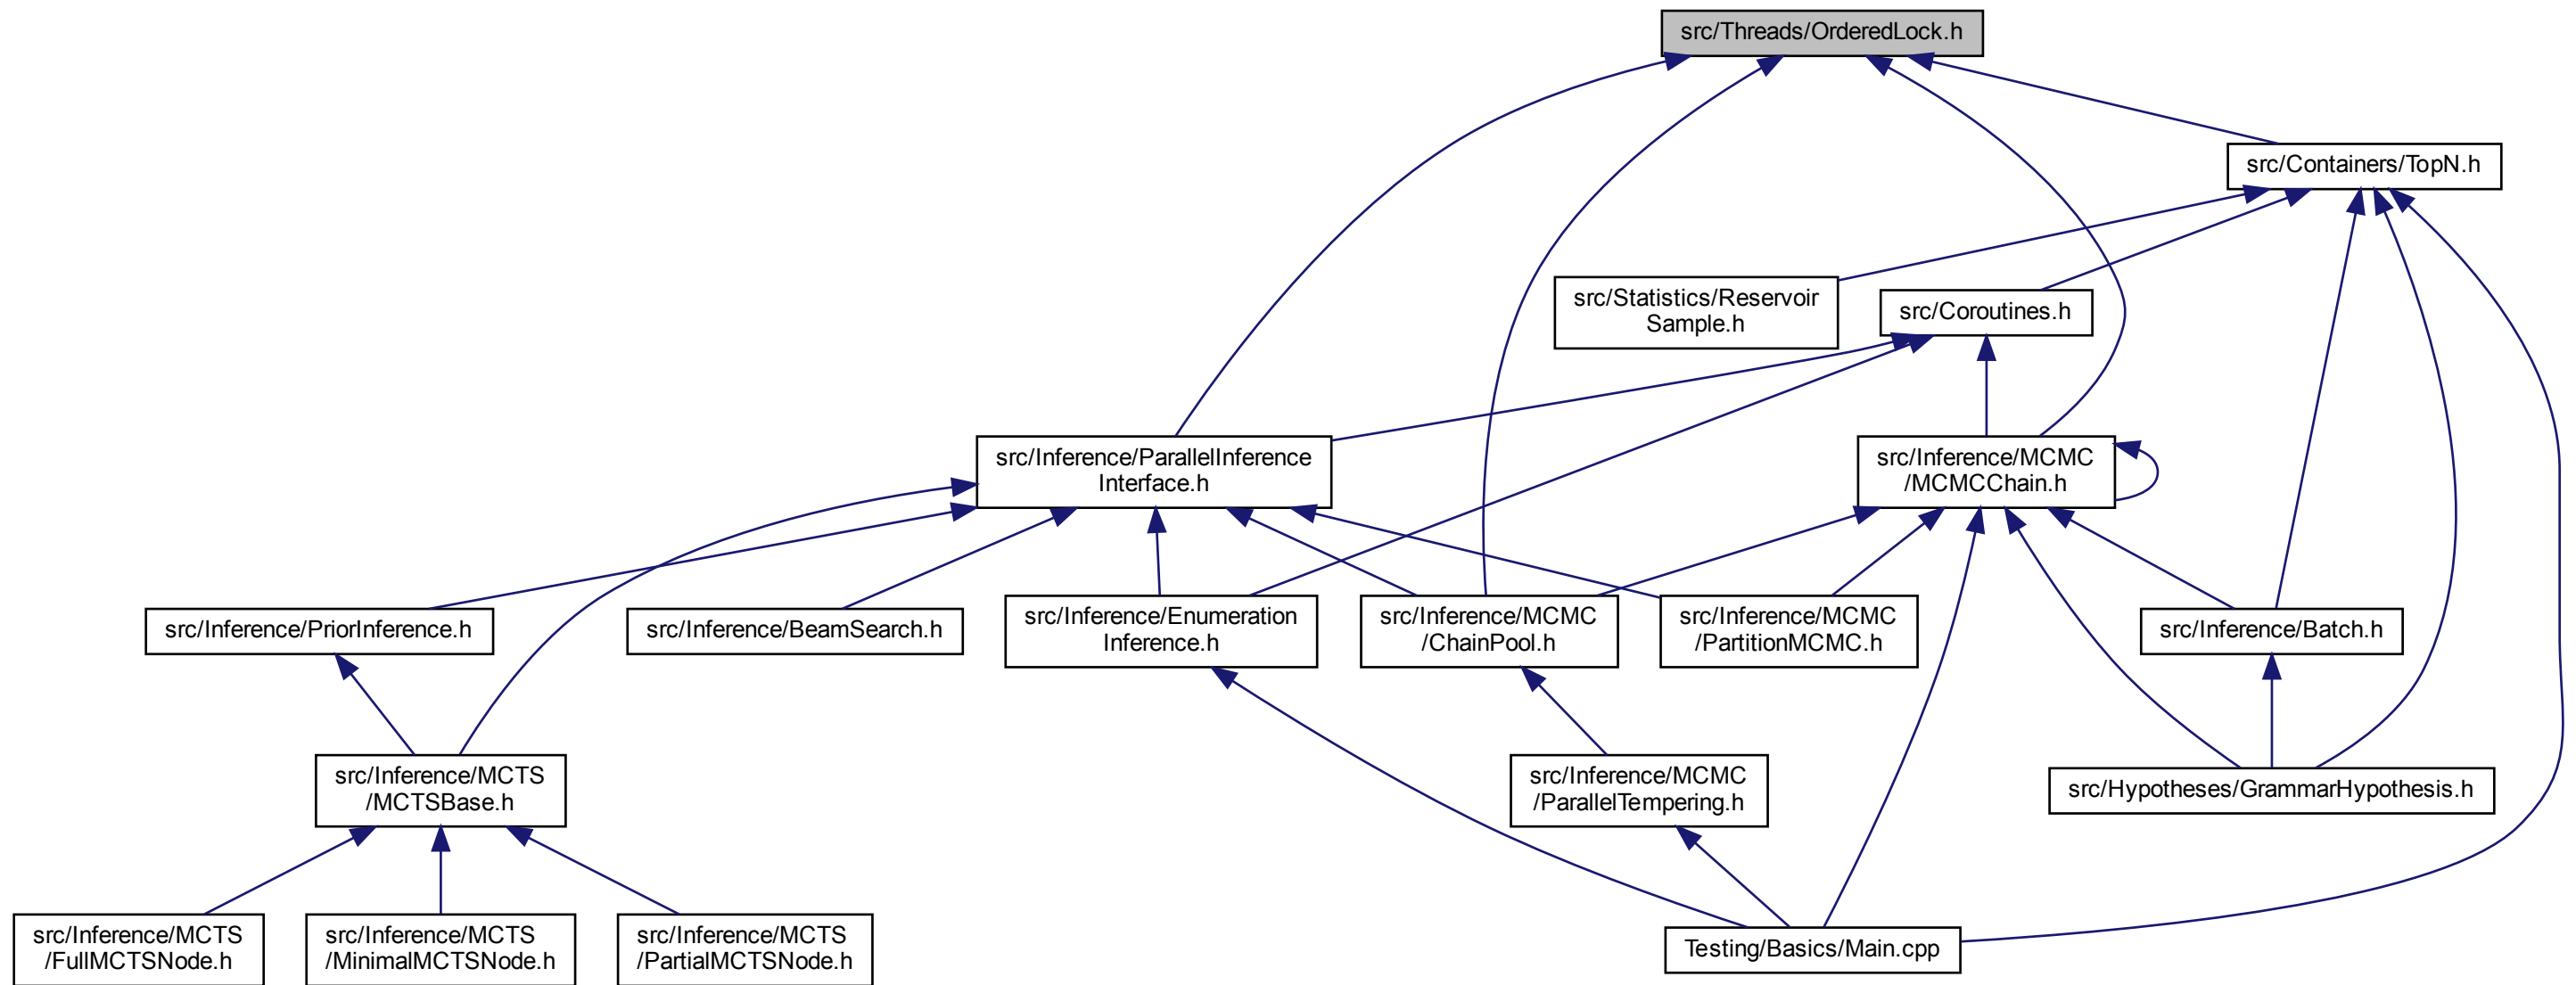 src/Threads/OrderedLock.h
src/Containers/TopN.h
src/Statistics/Reservoir
Sample.h
src/Coroutines.h
src/Inference/ParallelInference
Interface.h
src/Inference/MCMC
/MCMCChain.h
src/Inference/PriorInference.h
src/Inference/BeamSearch.h
src/Inference/Enumeration
Inference.h
src/Inference/MCMC
/ChainPool.h
src/Inference/MCMC
/PartitionMCMC.h
src/Inference/Batch.h
src/Inference/MCTS
/MCTSBase.h
src/Inference/MCMC
/ParallelTempering.h
src/Hypotheses/GrammarHypothesis.h
src/Inference/MCTS
/FullMCTSNode.h
src/Inference/MCTS
/MinimalMCTSNode.h
src/Inference/MCTS
/PartialMCTSNode.h
Testing/Basics/Main.cpp